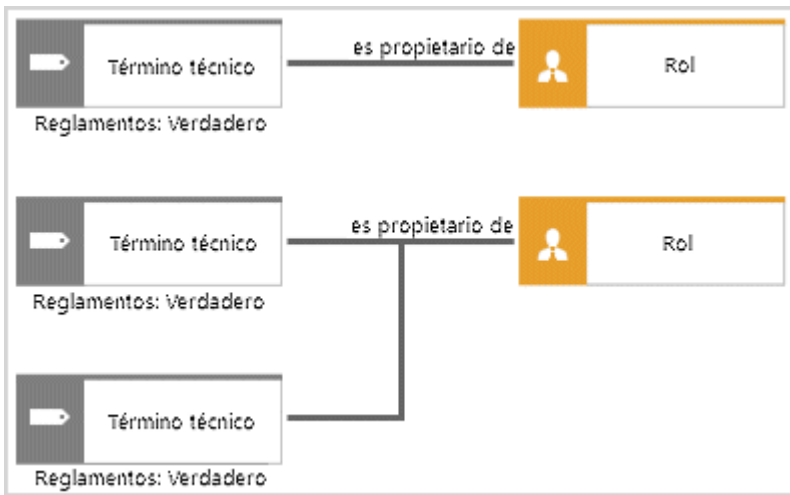 es propietario de
Término técnico
Rol
Reglamentos: Verdadero
es propietario de
Término técnico
Rol
Reglamentos: Verdadero
Término técnico
Reglamentos: Verdadero